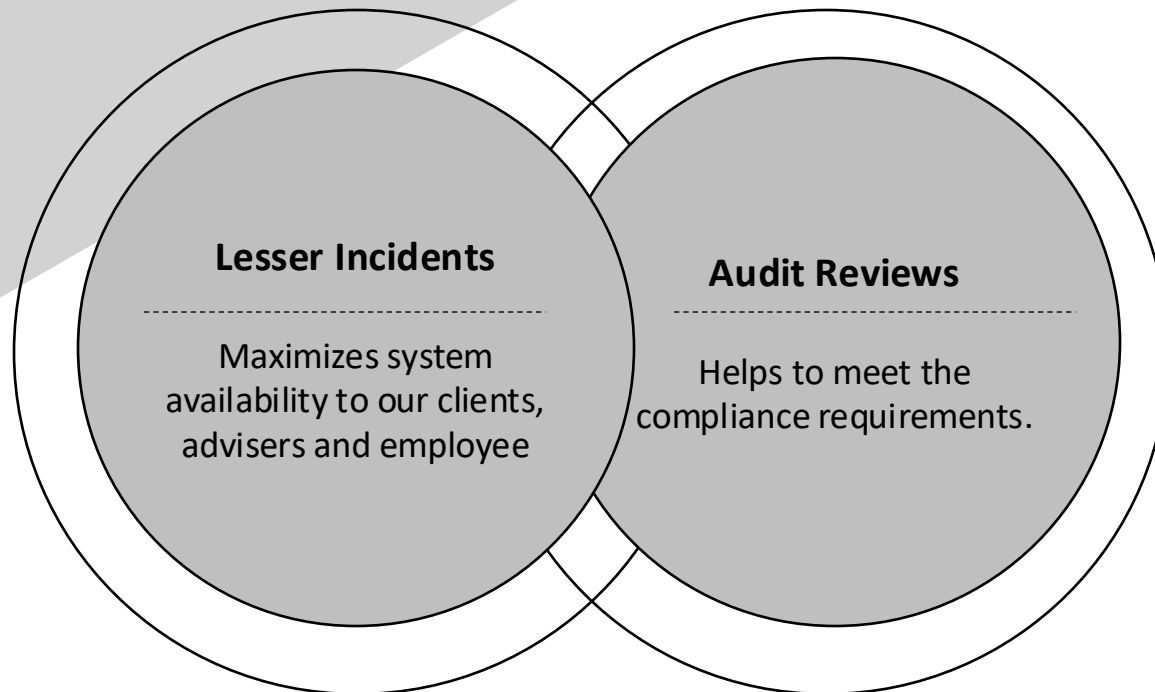 Lesser Incidents
Maximizes system
availability to our clients,
advisers and employee
Audit Reviews
Helps to meet the
compliance requirements.